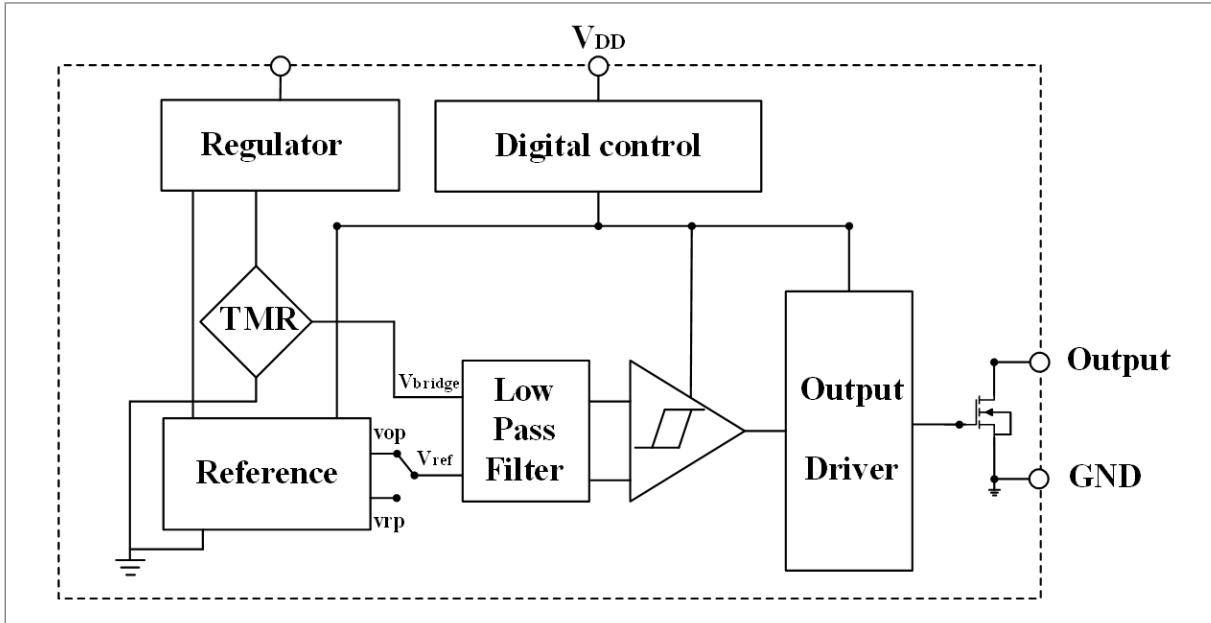 VDD
Regulator
Digital control
TMR
Vbridge
Low
Pass
Filter
Output
Driver
Output
GND
vop
Vref
Reference
vrp